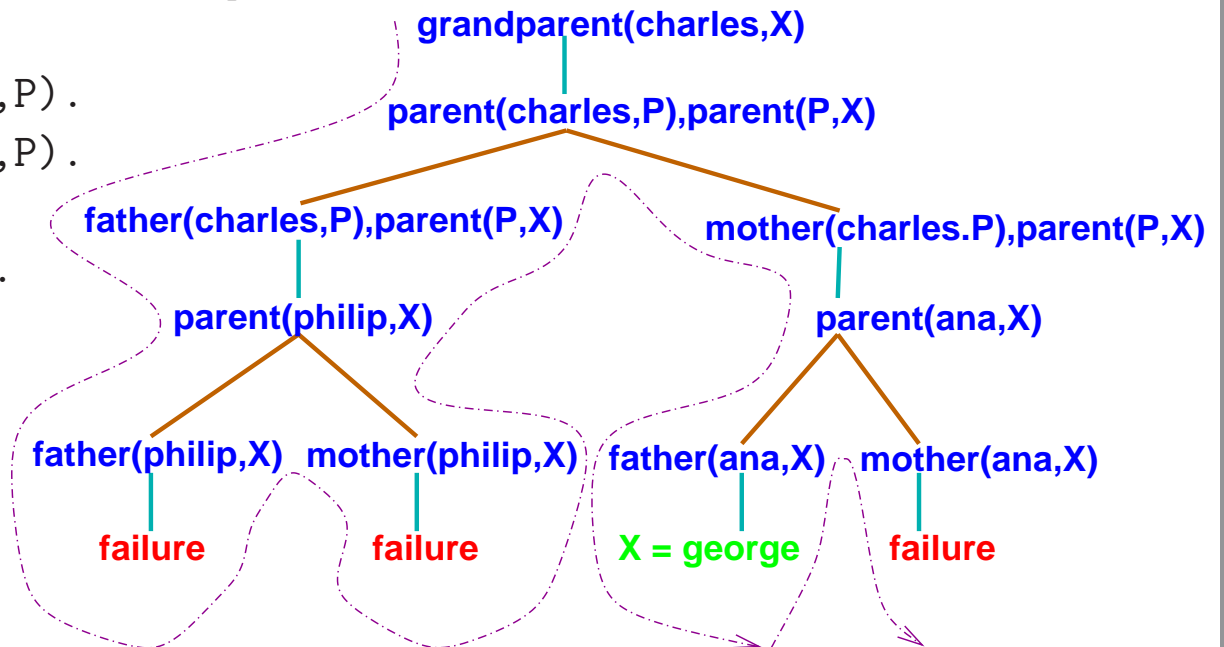 grandparent(charles,X)
,P).
parent(charles,P),parent(P,X)
,P).
father(charles,P),parent(P,X)
mother(charles.P),parent(P,X)
.
parent(philip,X)
parent(ana,X)
father(philip,X)
mother(philip,X)
father(ana,X)
mother(ana,X)
failure
failure
X = george
failure